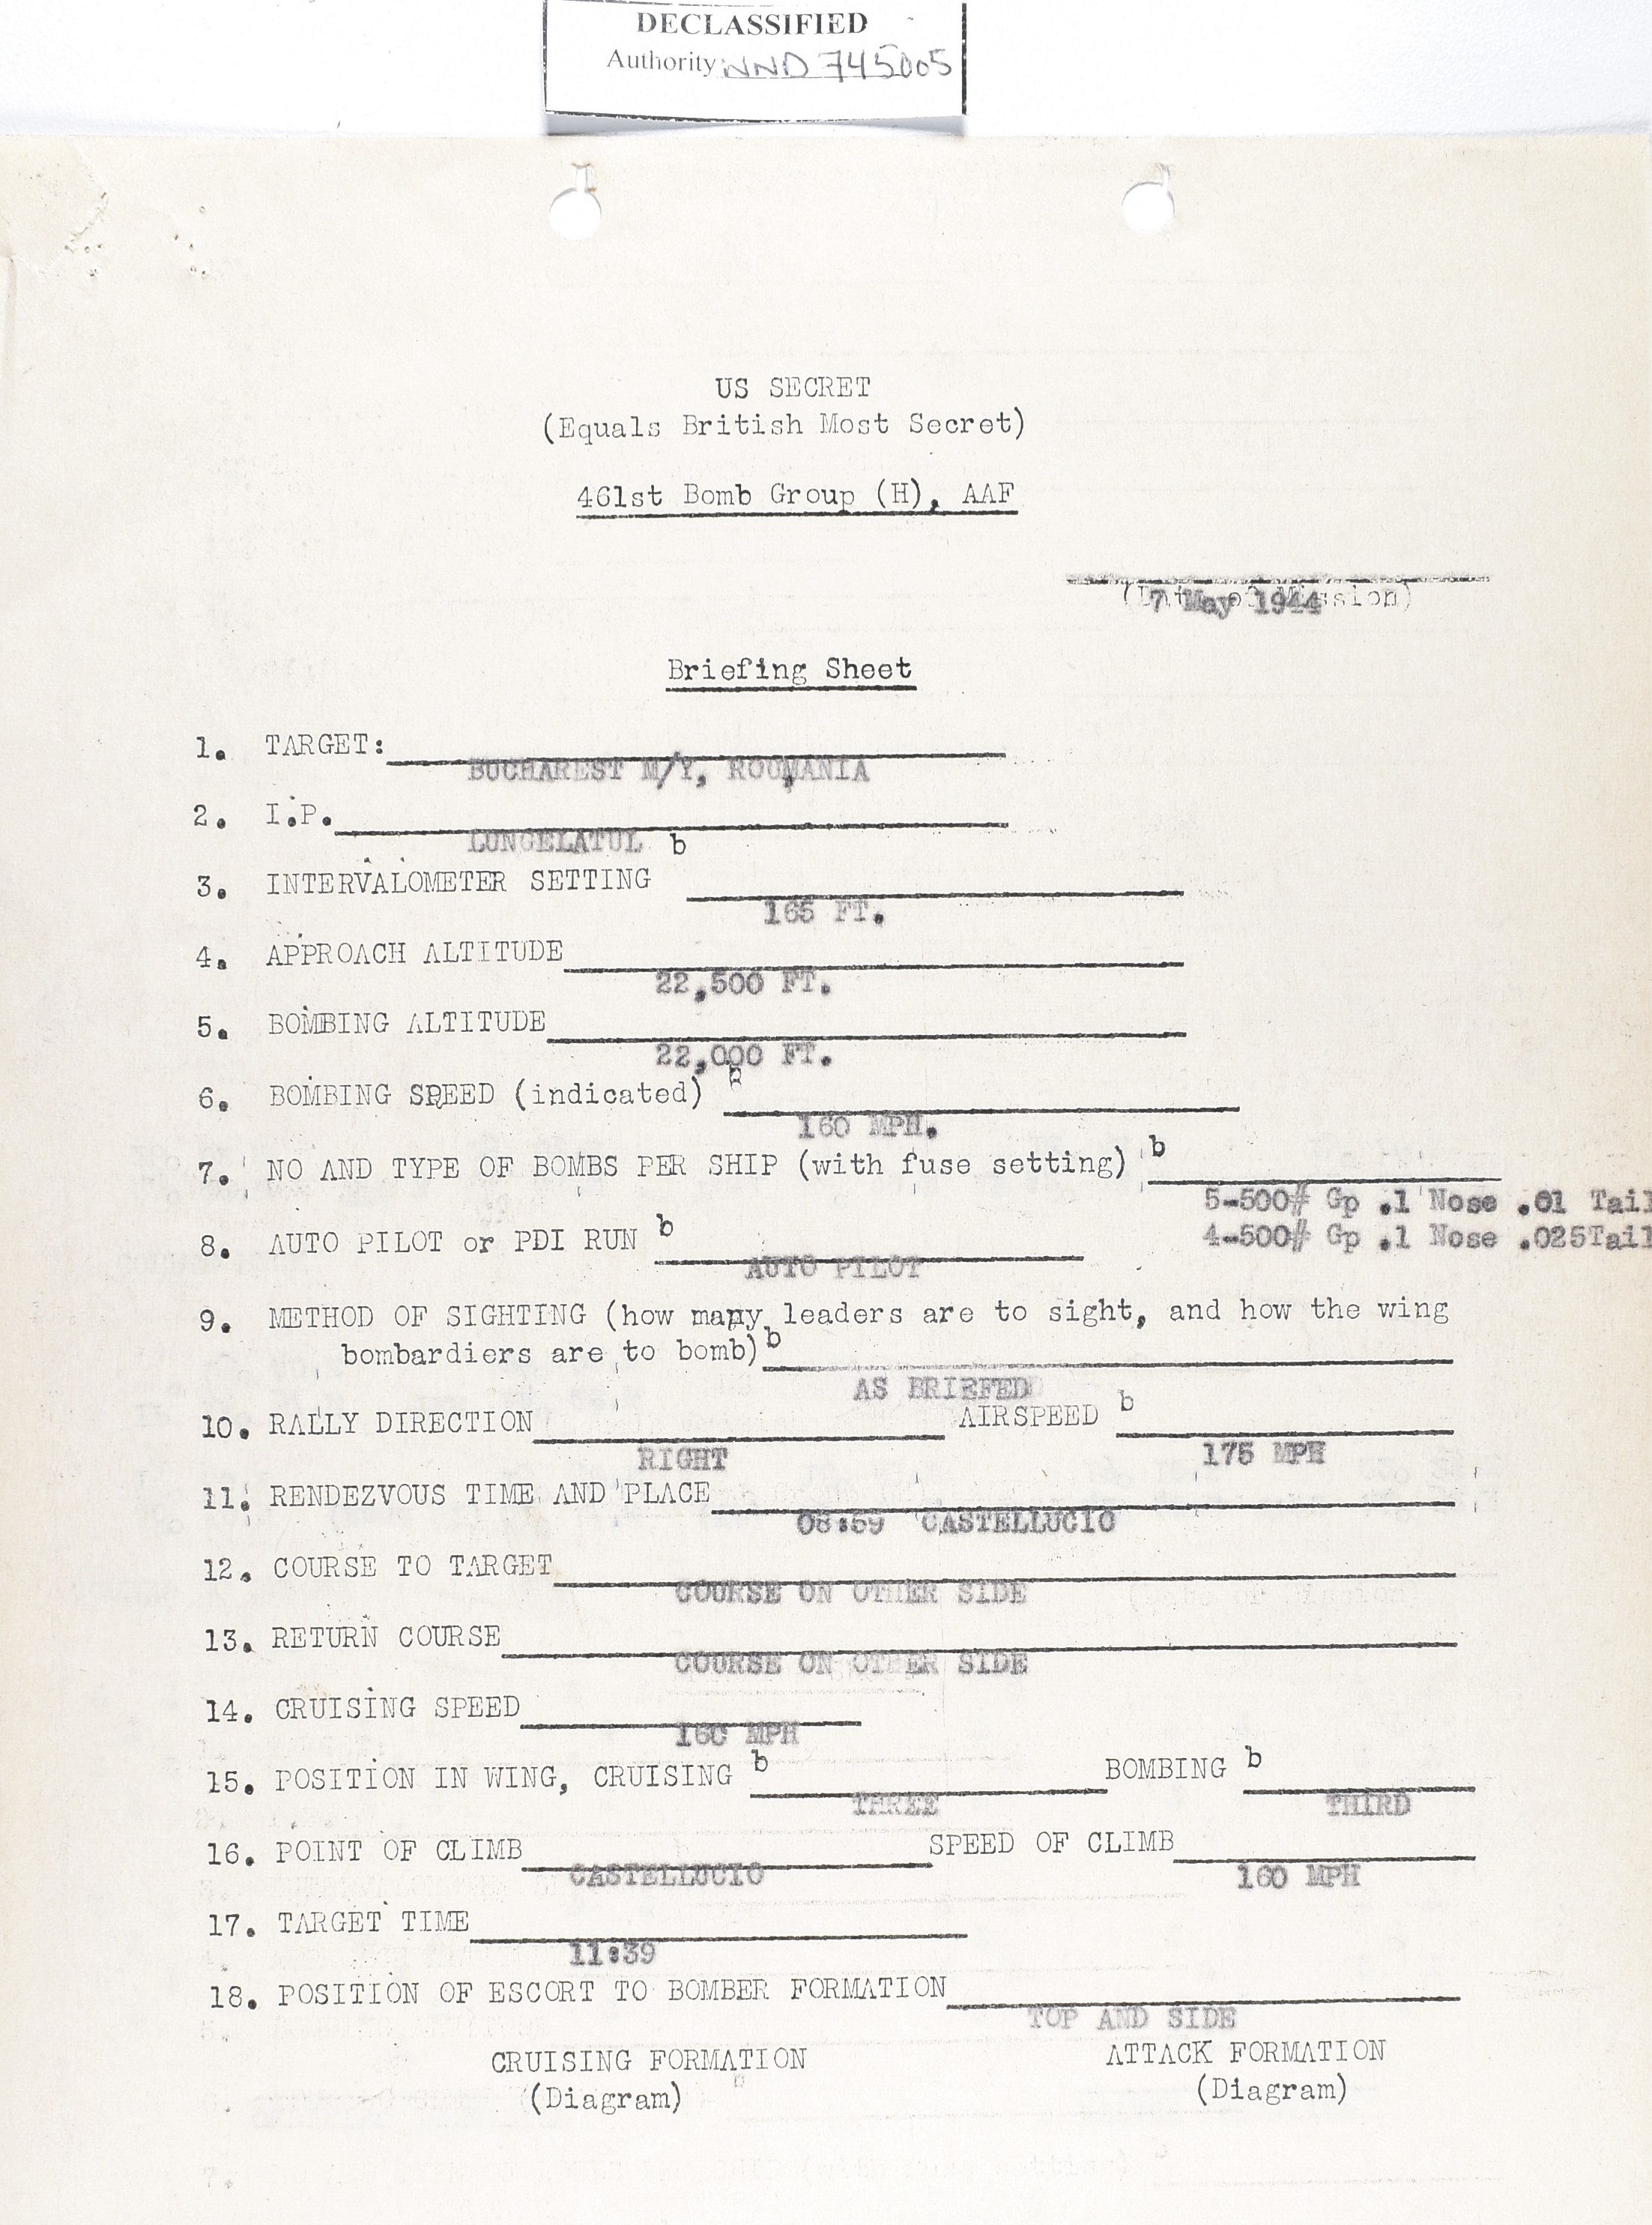 DECLASSIFIED
Authority NND 745005
US SECRET
(Equals British Most Secret)
461st Bomb Group (H), AAF
(Date of Mission)
7 May 1944
Briefing Sheet
1. TARGET:
BUCHAREST M/Y, ROUMANIA
2. I.P.
LUNGELATUL b
3. INTERVALOMETER SETTING
165 FT.
4. APPROACH ALTITUDE
22,500 FT.
5. BOMBING ALTITUDE
22,000 FT.
6. BOMBING SPEED (indicated) b
160 MPH.
7. NO AND TYPE OF BOMBS PER SHIP (with fuse setting) b
5-500# Gp .1 Nose .01 Tail
4-500# Gp .1 Nose .025Tail
8. AUTO PILOT or PDI RUN b
AUTO PILOT
9. METHOD OF SIGHTING (how many leaders are to sight, and how the wing
bombardiers are to bomb) b
AS BRIEFED
10. RALLY DIRECTION AIRSPEED b
RIGHT 175 MPH
11. RENDEZVOUS TIME AND PLACE
08:59 CASTELLUCIO
12. COURSE TO TARGET
COURSE ON OTHER SIDE
13. RETURN COURSE
COURSE ON OTHER SIDE
14. CRUISING SPEED
160 MPH
15. POSITION IN WING, CRUISING b BOMBING b
THREE THIRD
16. POINT OF CLIMB SPEED OF CLIMB
CASTELLUCIO 160 MPH
17. TARGET TIME
11:39
18. POSITION OF ESCORT TO BOMBER FORMATION
TOP AND SIDE
CRUISING FORMATION ATTACK FORMATION
(Diagram) (Diagram)